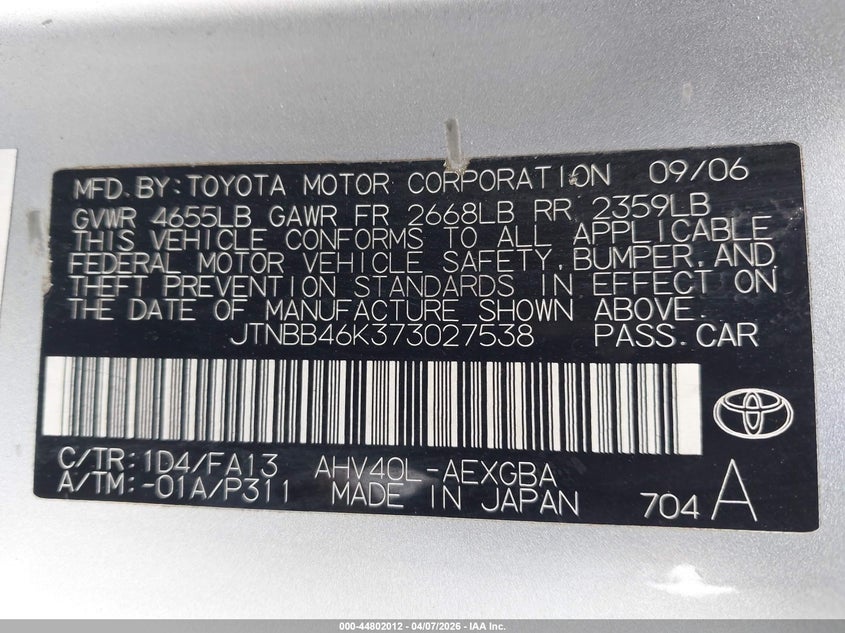 MFD. BY: TOYOTA MOTOR CORPORATION 09/06
GVWR 4655LB GAWR FR 2668LB RR 2359LB
THIS VEHICLE CONFORMS TO ALL APPLICABLE
FEDERAL MOTOR VEHICLE SAFETY, BUMPER, AND
THEFT PREVENTION STANDARDS IN EFFECT ON
THE DATE OF MANUFACTURE SHOWN ABOVE.
JTNBB46K373027538 PASS. CAR
C/TR: 1D4/FA13 AHV40L-AEXGBA
A/TM: -01A/P311 MADE IN JAPAN 704 A
000-44802012 - 04/07/2026 - IAA Inc.